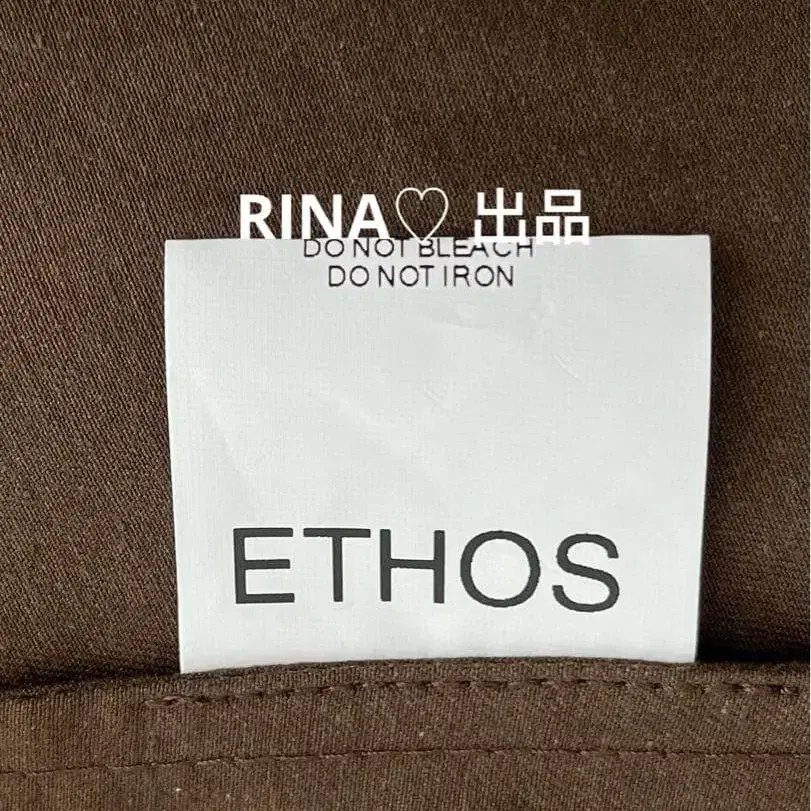 RINA♡ 出品
DO NOT BLEACH
DO NOT IRON
ETHOS